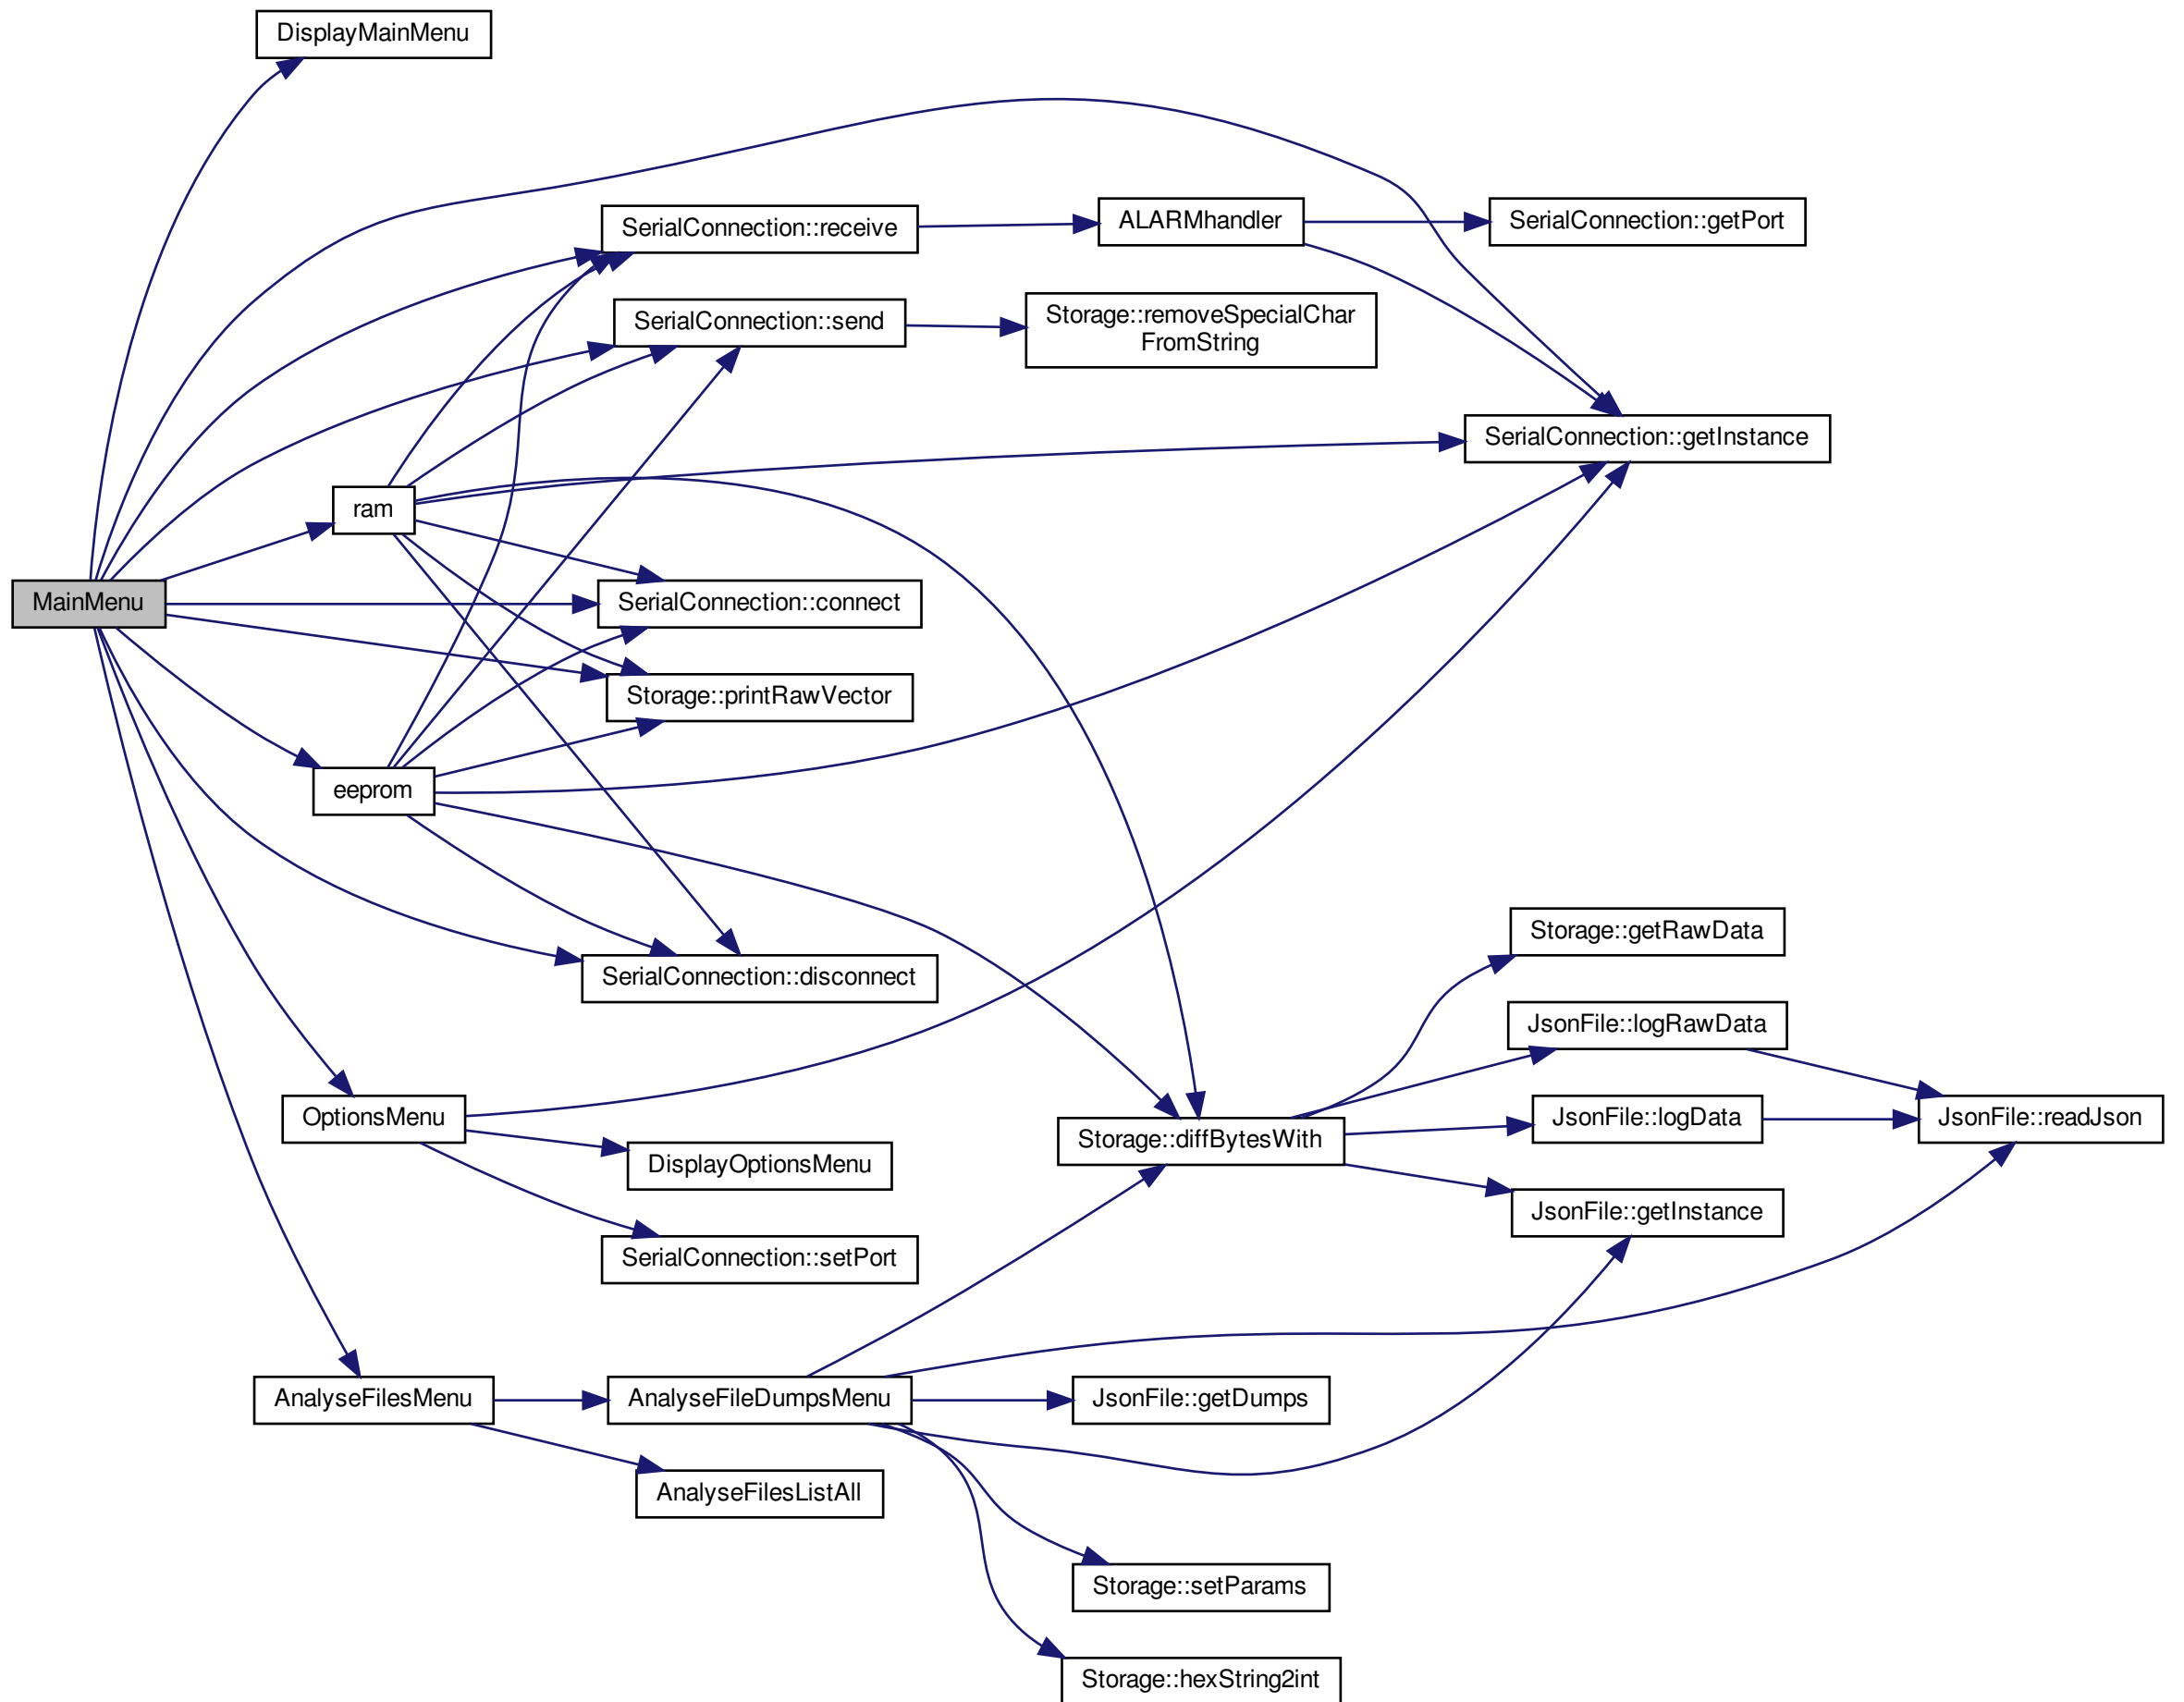 DisplayMainMenu
SerialConnection::receive
ALARMhandler
SerialConnection::getPort
SerialConnection::send
Storage::removeSpecialChar
FromString
SerialConnection::getInstance
ram
MainMenu
SerialConnection::connect
Storage::printRawVector
eeprom
Storage::getRawData
SerialConnection::disconnect
JsonFile::logRawData
OptionsMenu
Storage::diffBytesWith
JsonFile::logData
JsonFile::readJson
DisplayOptionsMenu
JsonFile::getInstance
SerialConnection::setPort
AnalyseFilesMenu
AnalyseFileDumpsMenu
JsonFile::getDumps
AnalyseFilesListAll
Storage::setParams
Storage::hexString2int